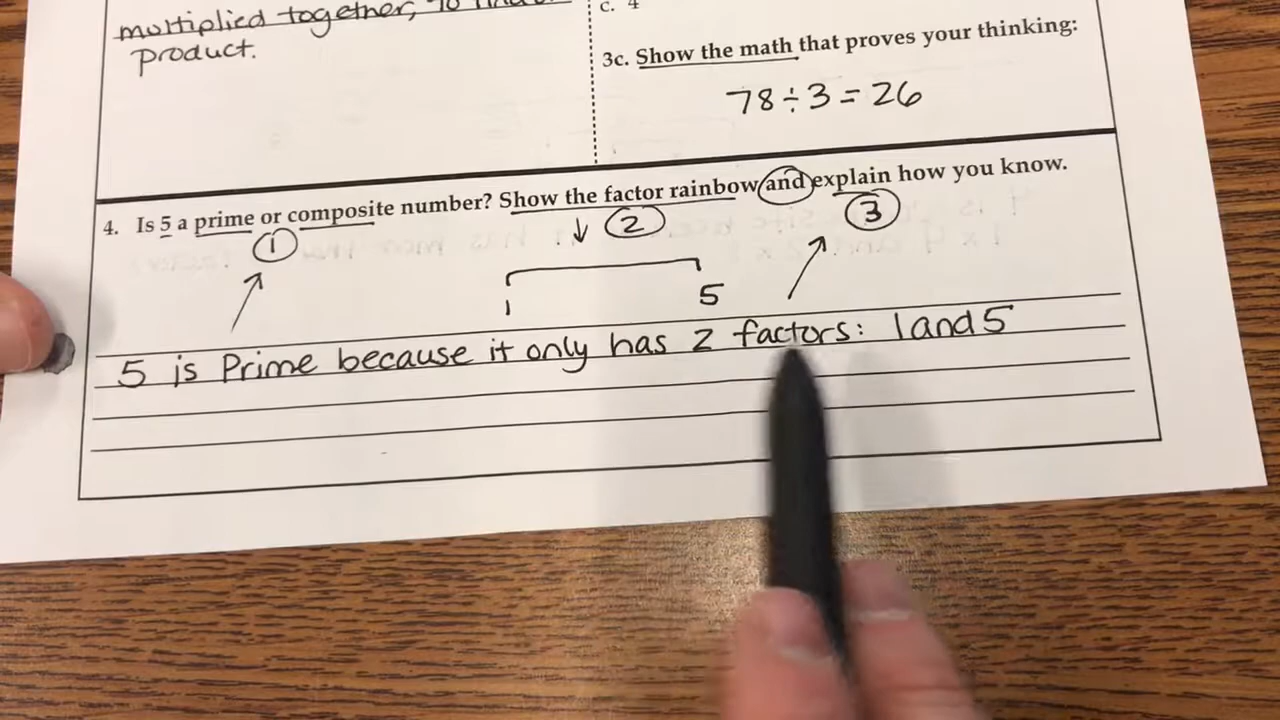 multiplied together, to
product.
c. 4
3c. Show the math that proves your thinking:
78 ÷ 3 = 26
4. Is 5 a prime or composite number? Show the factor rainbow and explain how you know.
1
2
3
1 5
5 is Prime because it only has 2 factors: 1 and 5